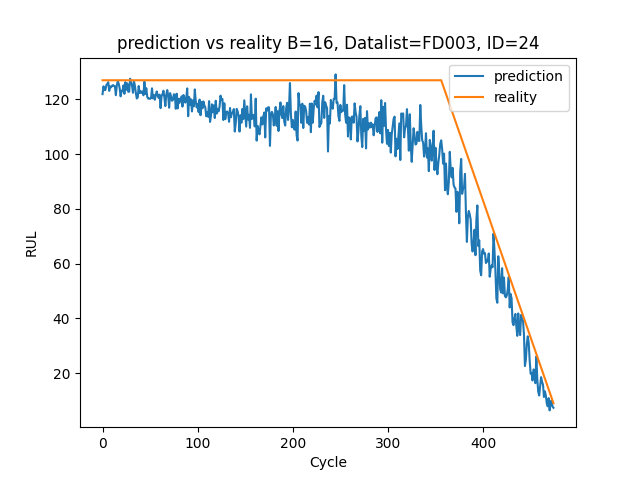 prediction vs reality B=16, Datalist=FD003, ID=24
prediction
reality
RUL
120
100
80
60
40
20
0 100 200 300 400
Cycle